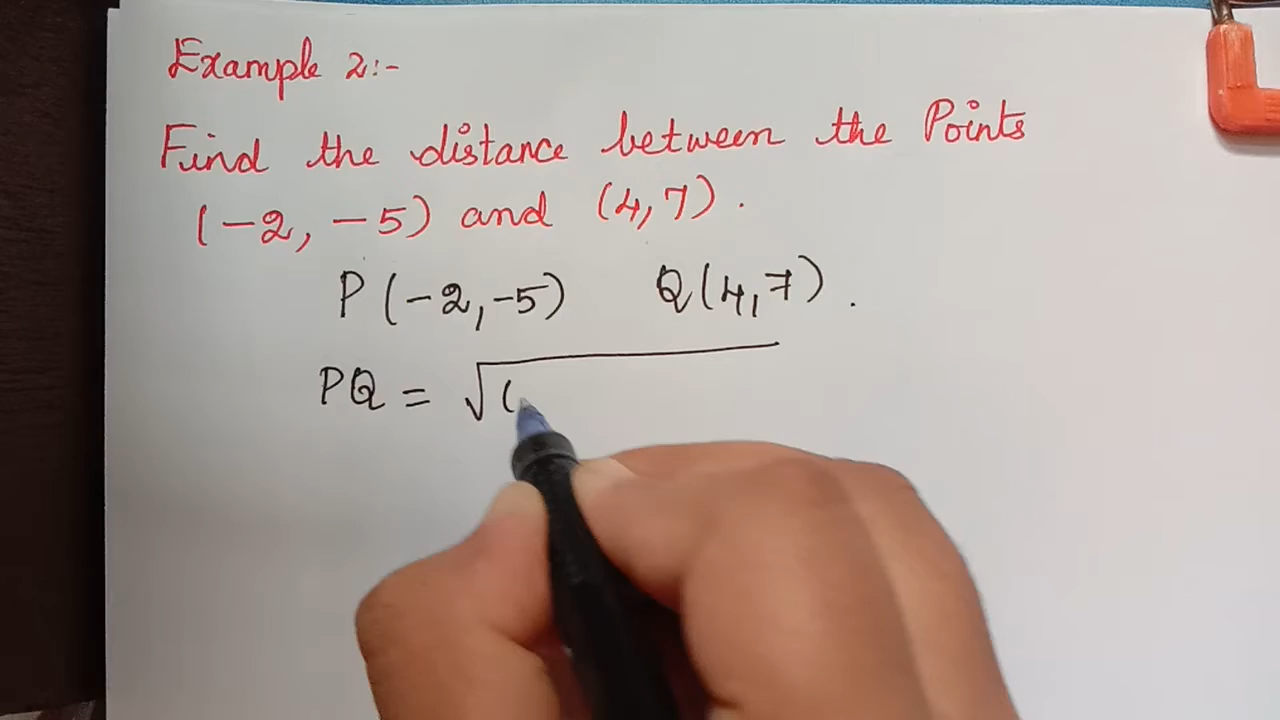 Example 2:-
Find the distance between the Points
(-2, -5) and (4,7).
P(-2,-5) Q(4,7).
PQ = √(